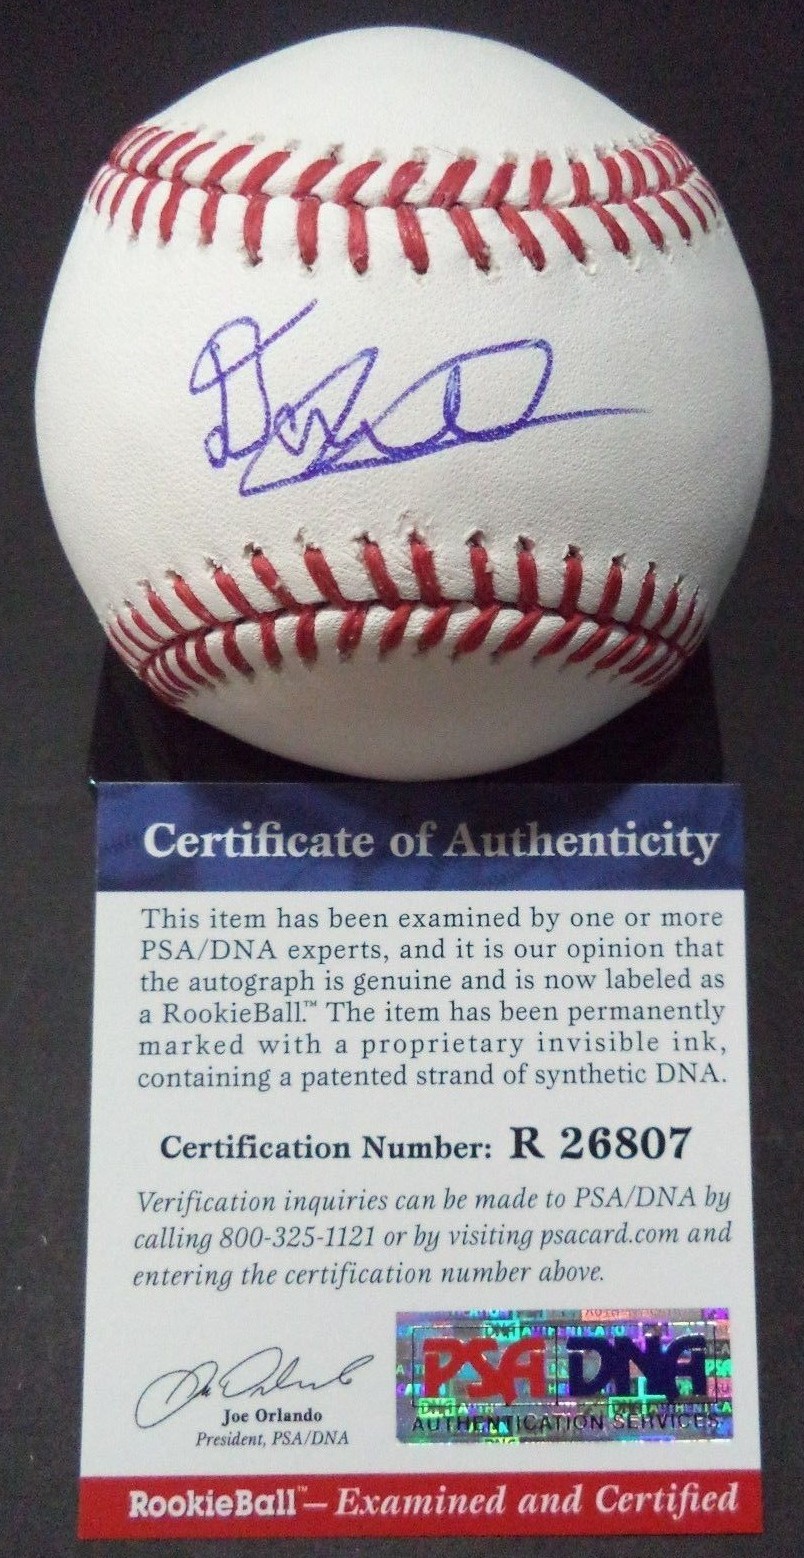 Certificate of Authenticity
This item has been examined by one or more
PSA/DNA experts, and it is our opinion that
the autograph is genuine and is now labeled as
a RookieBall.™ The item has been permanently
marked with a proprietary invisible ink,
containing a patented strand of synthetic DNA.
Certification Number: R 26807
Verification inquiries can be made to PSA/DNA by
calling 800-325-1121 or by visiting psacard.com and
entering the certification number above.
Joe Orlando
President, PSA/DNA
PSA DNA
AUTHENTICATION SERVICES
RookieBall™ – Examined and Certified